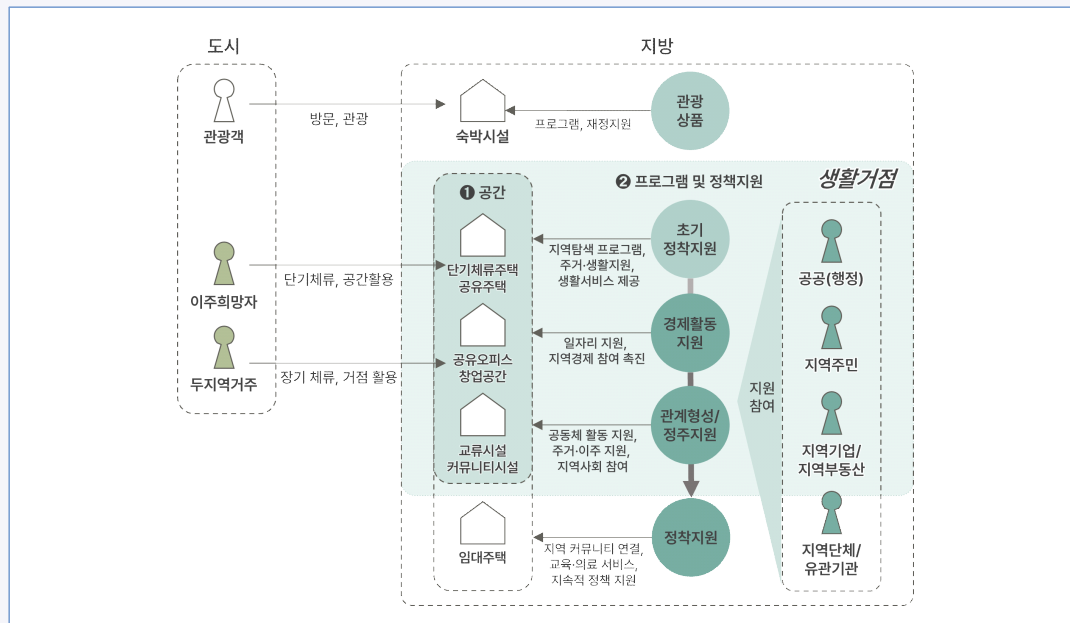 도시
지방
관광객
방문, 관광
숙박시설
프로그램, 재정지원
관광
상품
생활거점
❶ 공간
❷ 프로그램 및 정책지원
이주희망자
단기체류, 공간활용
단기체류주택
공유주택
지역탐색 프로그램,
주거·생활지원,
생활서비스 제공
초기
정착지원
공공(행정)
두지역거주
장기 체류, 거점 활용
공유오피스
창업공간
일자리 지원,
지역경제 참여 촉진
경제활동
지원
지역주민
지원
참여
교류시설
커뮤니티시설
공동체 활동 지원,
주거·이주 지원,
지역사회 참여
관계형성/
정주지원
지역기업/
지역부동산
임대주택
지역 커뮤니티 연결,
교육·의료 서비스,
지속적 정책 지원
정착지원
지역단체/
유관기관